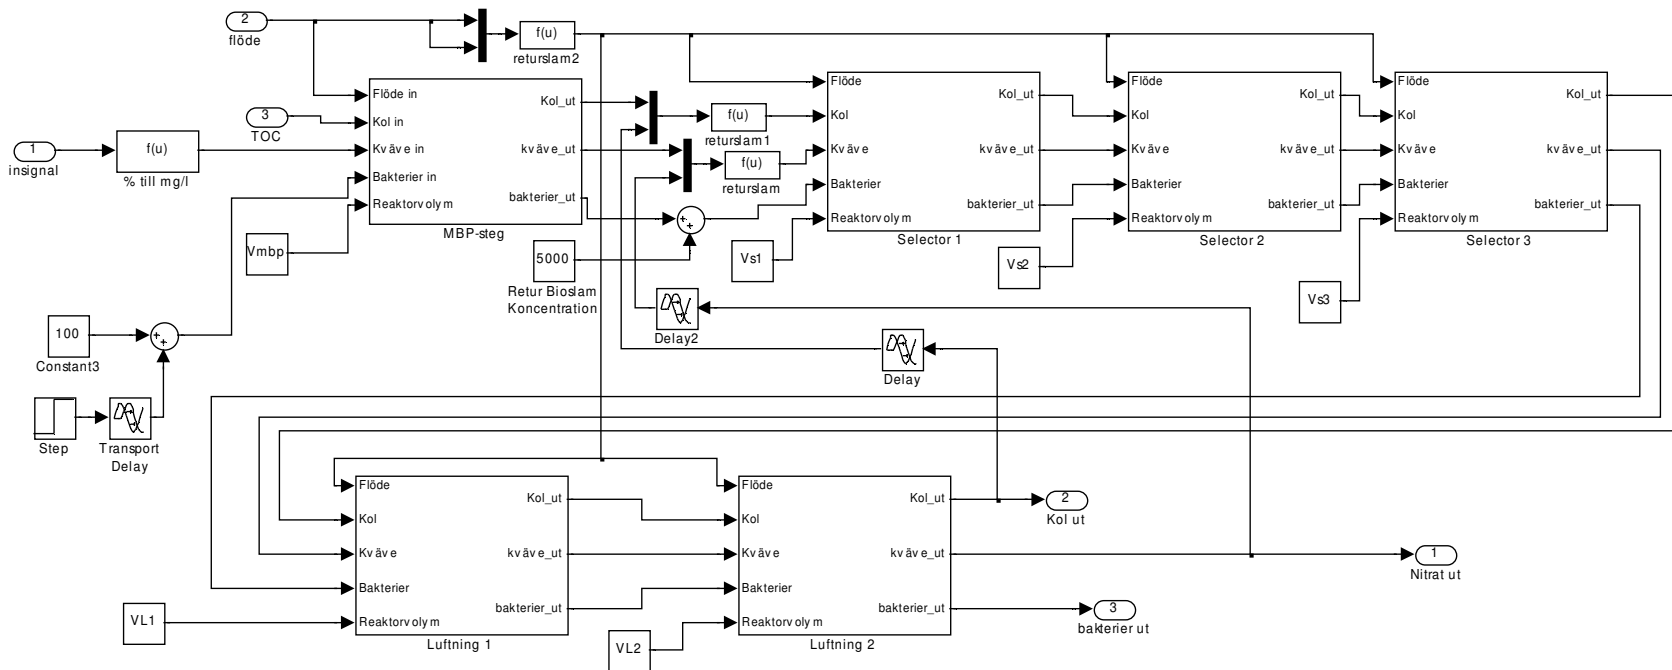 2
flöde
f(u)
returslam2
3
TOC
1
insignal
f(u)
% till mg/l
Flöde in
Kol in
Kväve in
Bakterier in
Reaktorvolym
Kol_ut
kväve_ut
bakterier_ut
MBP-steg
f(u)
returslam1
f(u)
returslam
Flöde
Kol
Kväve
Bakterier
Reaktorvolym
Kol_ut
kväve_ut
bakterier_ut
Selector 1
Flöde
Kol
Kväve
Bakterier
Reaktorvolym
Kol_ut
kväve_ut
bakterier_ut
Selector 2
Flöde
Kol
Kväve
Bakterier
Reaktorvolym
Kol_ut
kväve_ut
bakterier_ut
Selector 3
Vmbp
5000
Retur Bioslam
Koncentration
Vs1
Vs2
Vs3
100
Constant3
Delay2
Delay
Step
Transport
Delay
Flöde
Kol
Kväve
Bakterier
Reaktorvolym
Kol_ut
kväve_ut
bakterier_ut
Luftning 1
Flöde
Kol
Kväve
Bakterier
Reaktorvolym
Kol_ut
kväve_ut
bakterier_ut
Luftning 2
2
Kol ut
1
Nitrat ut
3
bakterier ut
VL1
VL2